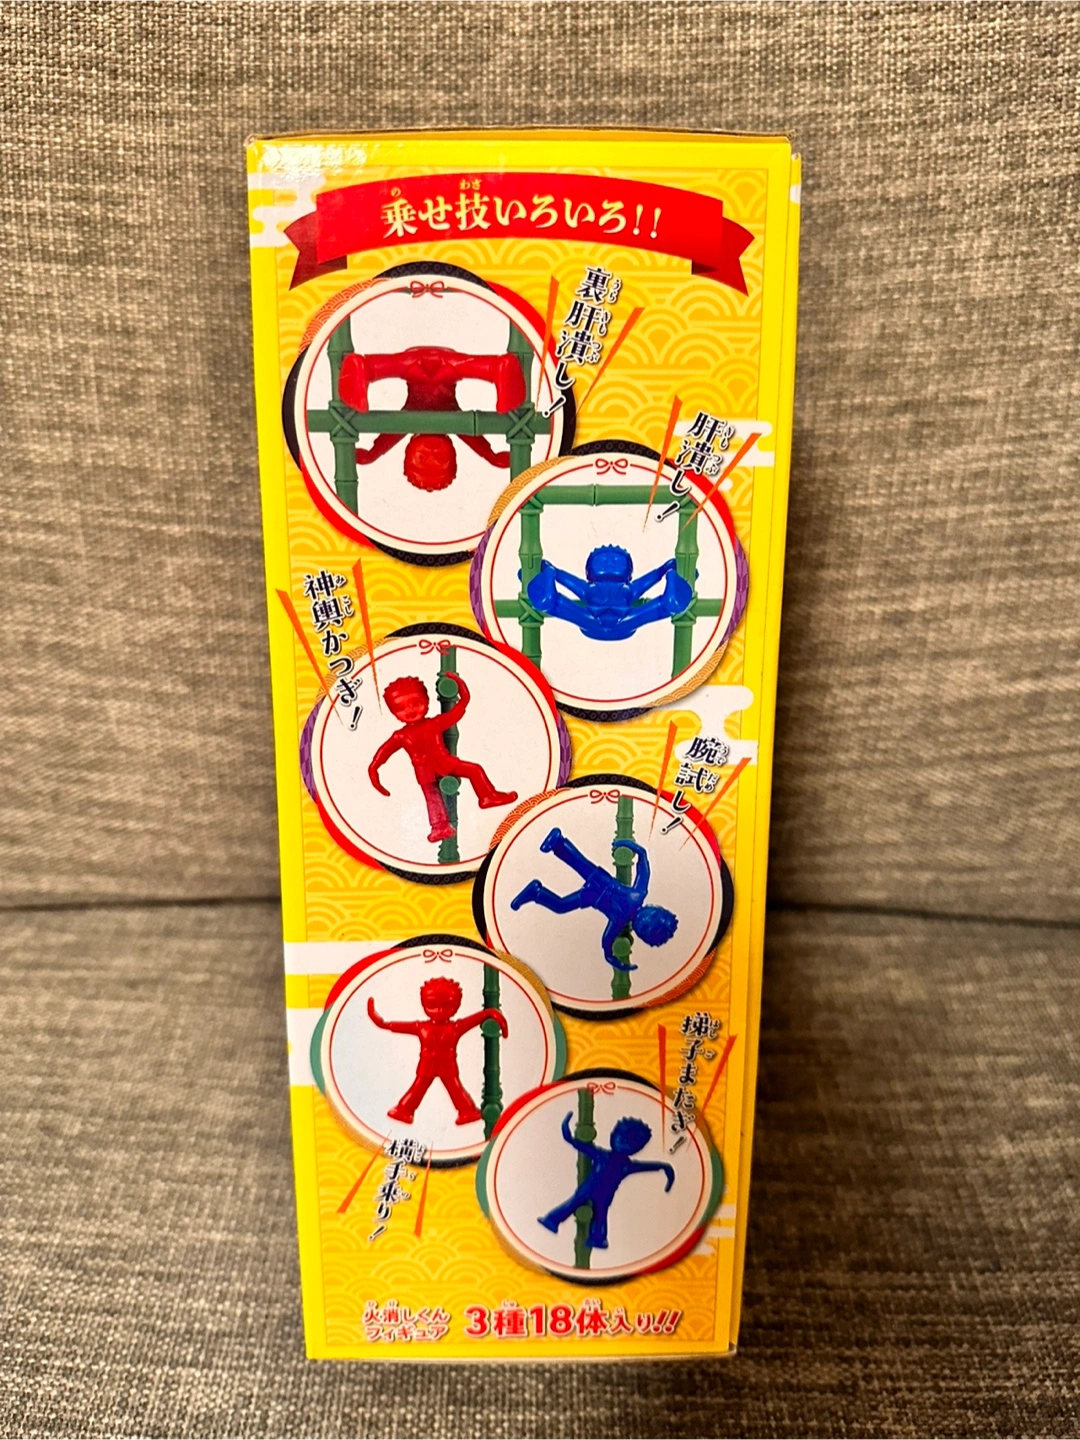 乗せ技いろいろ!!
裏肝潰し!
肝潰し!
神輿かつぎ!
腕試し!
横手乗り!
梯子またぎ!
火消しくん
フィギュア
3種18体入り!!